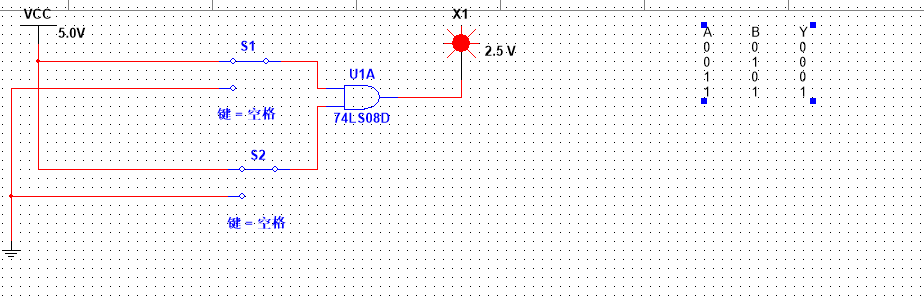 VCC
5.0V
S1
键 = 空格
U1A
74LS08D
X1
2.5 V
S2
键 = 空格
A B Y
0 0 0
0 1 0
1 0 0
1 1 1